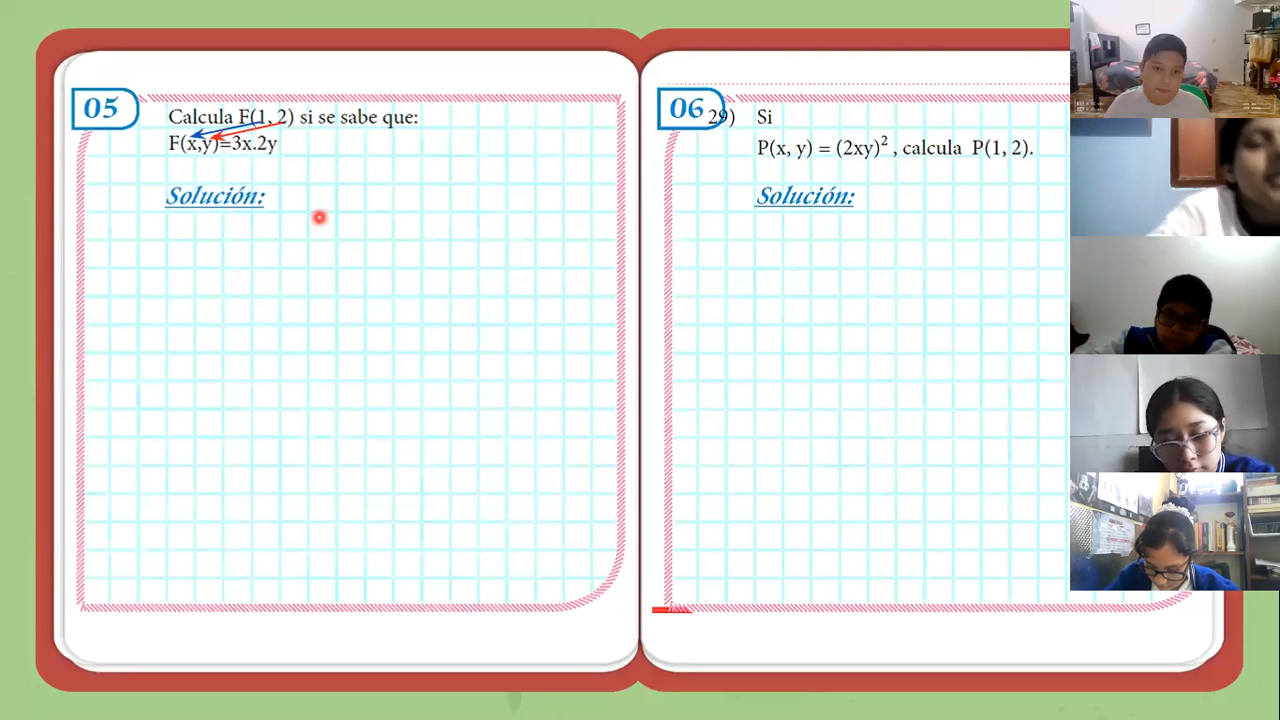 05
Calcula F(1, 2) si se sabe que:
F(x,y)=3x.2y
Solución:
06
29) Si
P(x, y) = (2xy)², calcula P(1, 2).
Solución: